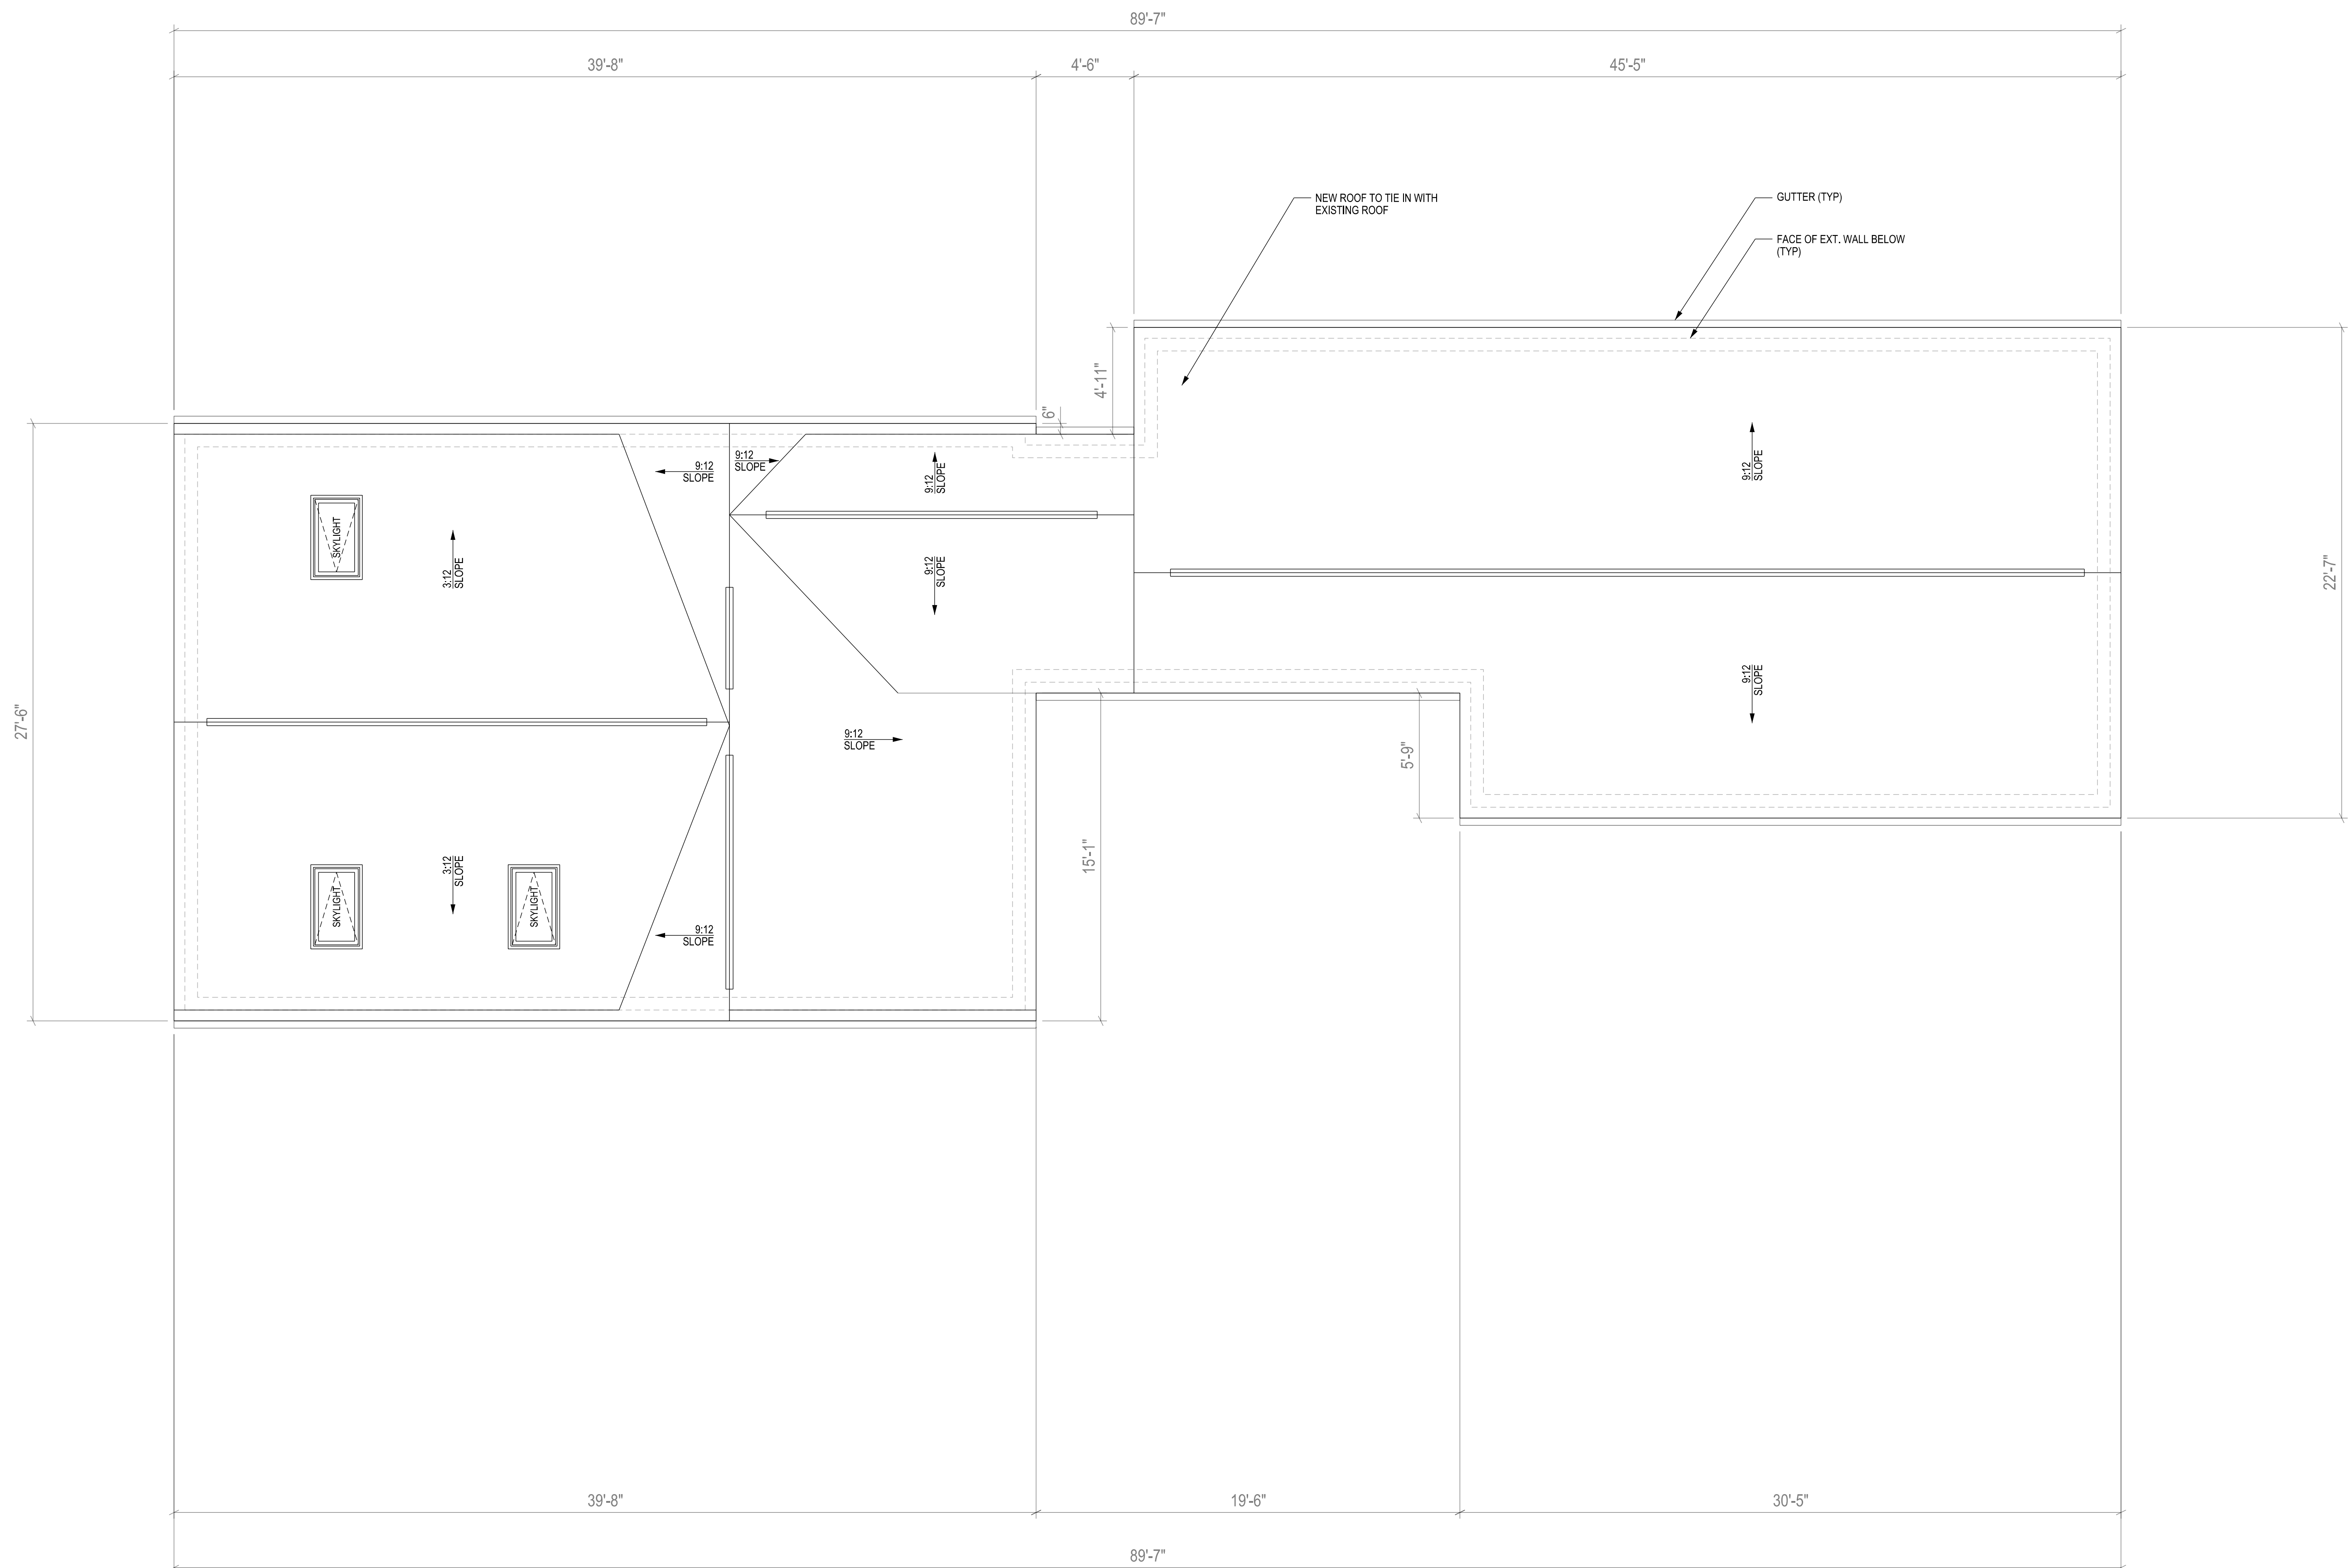 89'-7"
39'-8"
4'-6"
45'-5"
NEW ROOF TO TIE IN WITH
EXISTING ROOF
GUTTER (TYP)
FACE OF EXT. WALL BELOW
(TYP)
4'-11"
6"
9:12
SLOPE
9:12
SLOPE
9:12
SLOPE
9:12
SLOPE
SKYLIGHT
3:12
SLOPE
9:12
SLOPE
22'-7"
27'-6"
9:12
SLOPE
9:12
SLOPE
5'-9"
15'-1"
3:12
SLOPE
SKYLIGHT
SKYLIGHT
9:12
SLOPE
39'-8"
19'-6"
30'-5"
89'-7"